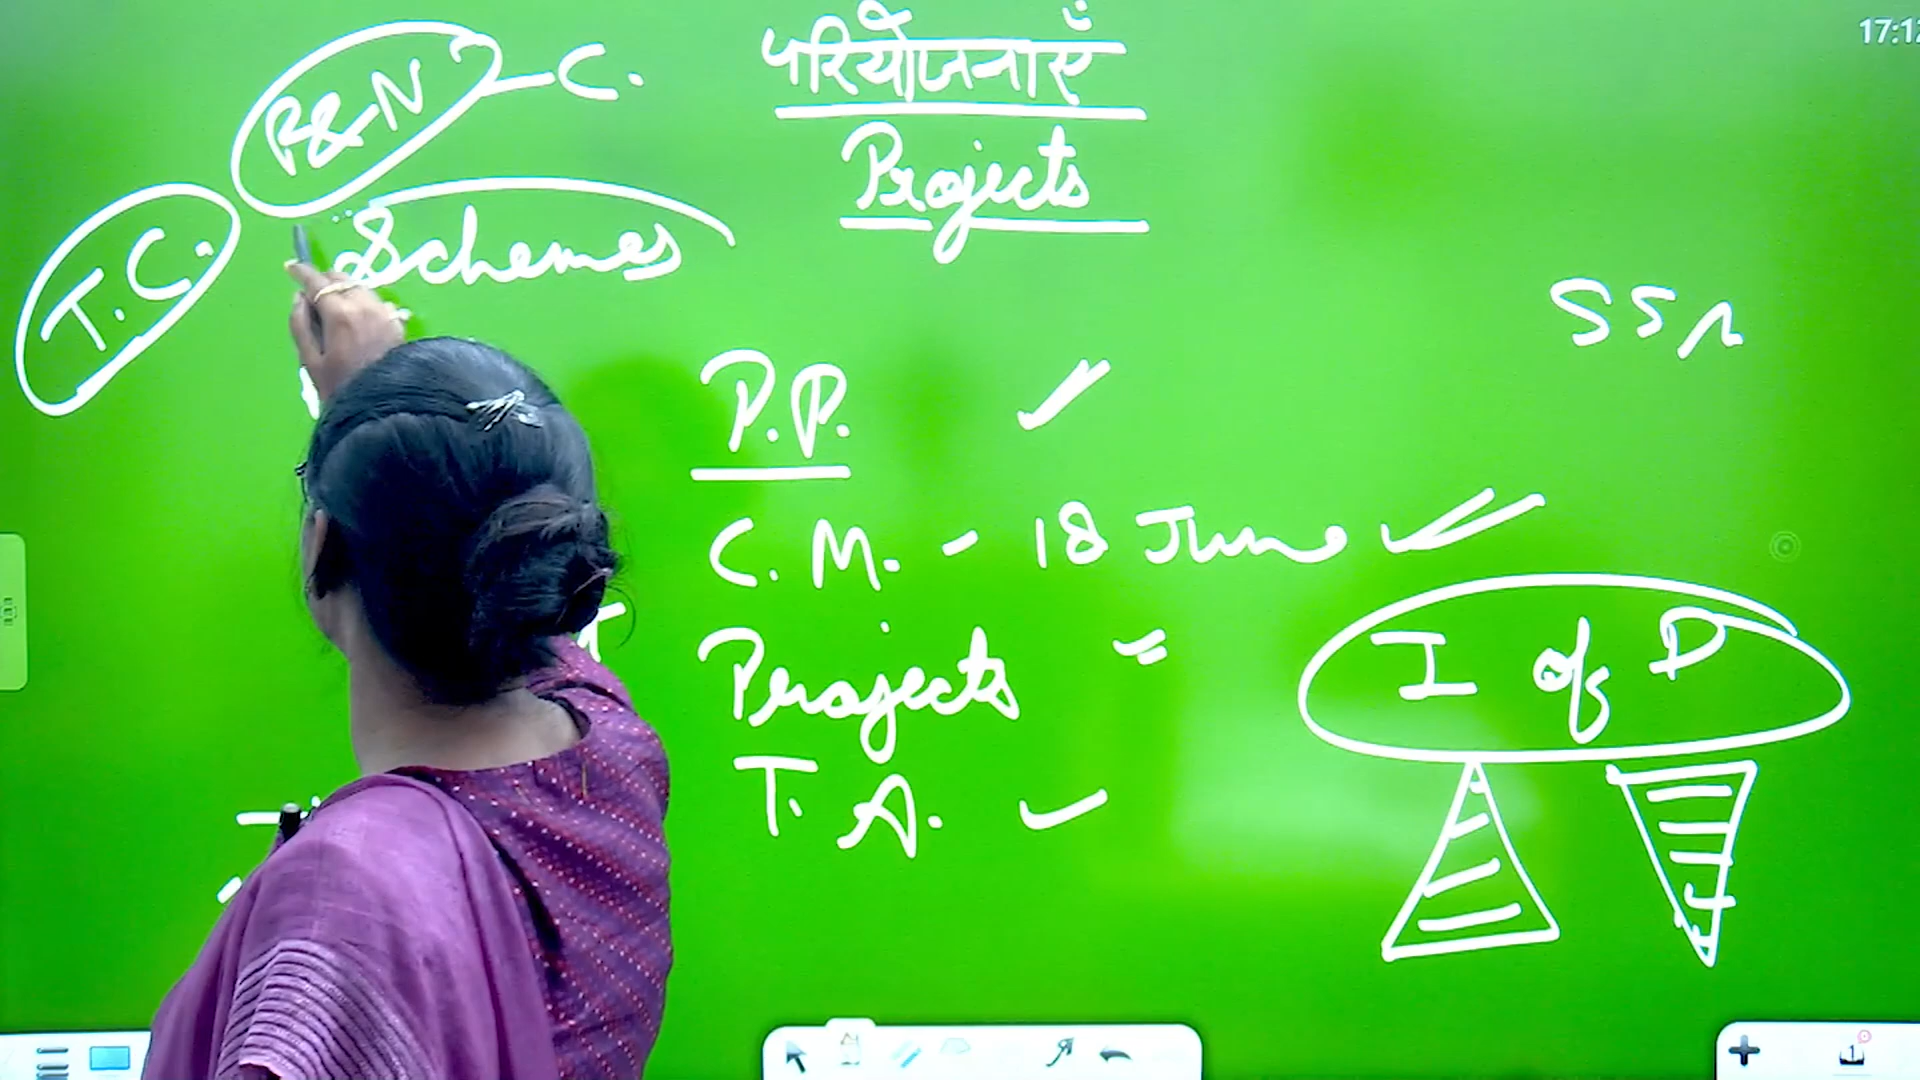 17:12
परियोजनाएँ
Projects
P&N - C.
T.C.
Schemes
SSA
P.P. ✓
C. M. - 18 June ✓
Projects "
T. A. ✓
I of D